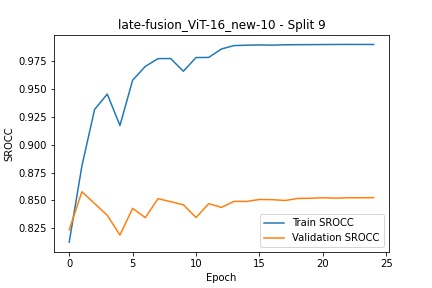 late-fusion_ViT-16_new-10 - Split 9
SROCC
0.975
0.950
0.925
0.900
0.875
0.850
0.825
Train SROCC
Validation SROCC
0 5 10 15 20 25
Epoch